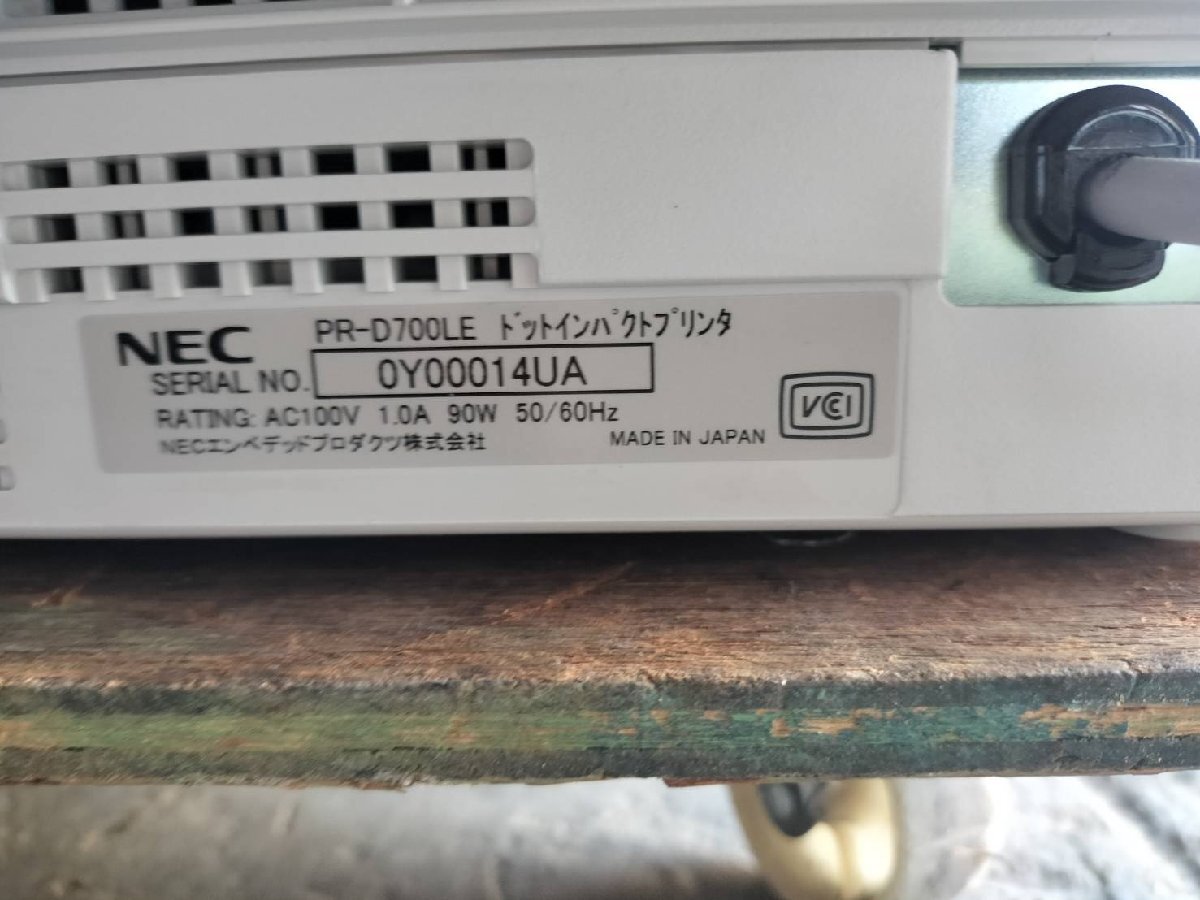 NEC PR-D700LE ﾄﾞｯﾄｲﾝﾊﾟｸﾄﾌﾟﾘﾝﾀ
SERIAL NO. 0Y00014UA
RATING: AC100V 1.0A 90W 50/60Hz
NECエンベデッドプロダクツ株式会社 MADE IN JAPAN
VCCI